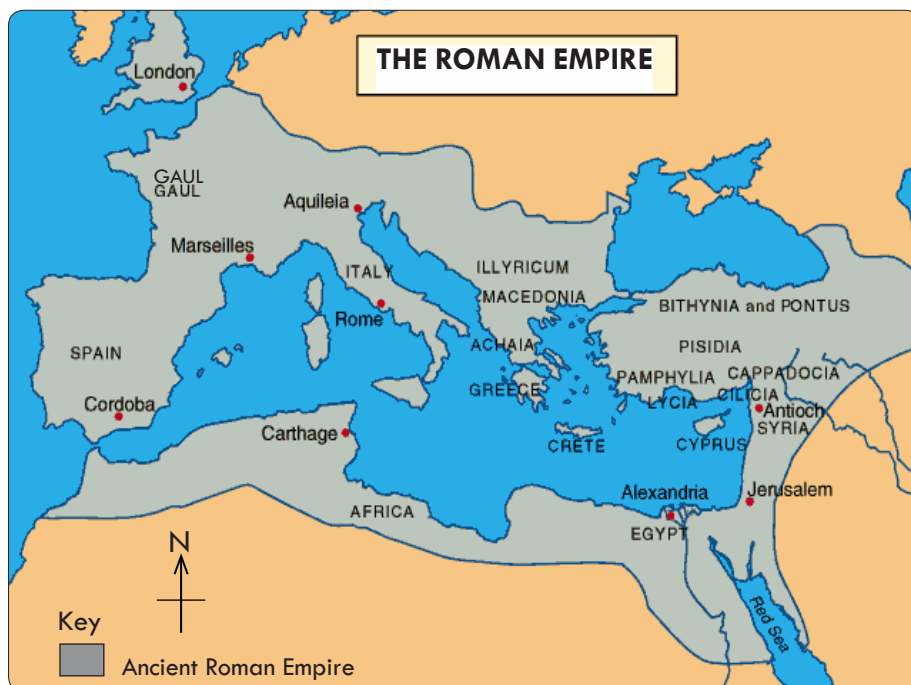 THE ROMAN EMPIRE
London
GAUL
GAUL
Aquileia
Marseilles
ITALY
ILLYRICUM
MACEDONIA
BITHYNIA and PONTUS
Rome
SPAIN
ACHAIA
PISIDIA
GREECE
PAMPHYLIA
CAPPADOCIA
LYCIA
CILICIA
Cordoba
Antioch
Carthage
SYRIA
CRETE
CYPRUS
Alexandria
Jerusalem
AFRICA
EGYPT
N
Red Sea
Key
Ancient Roman Empire